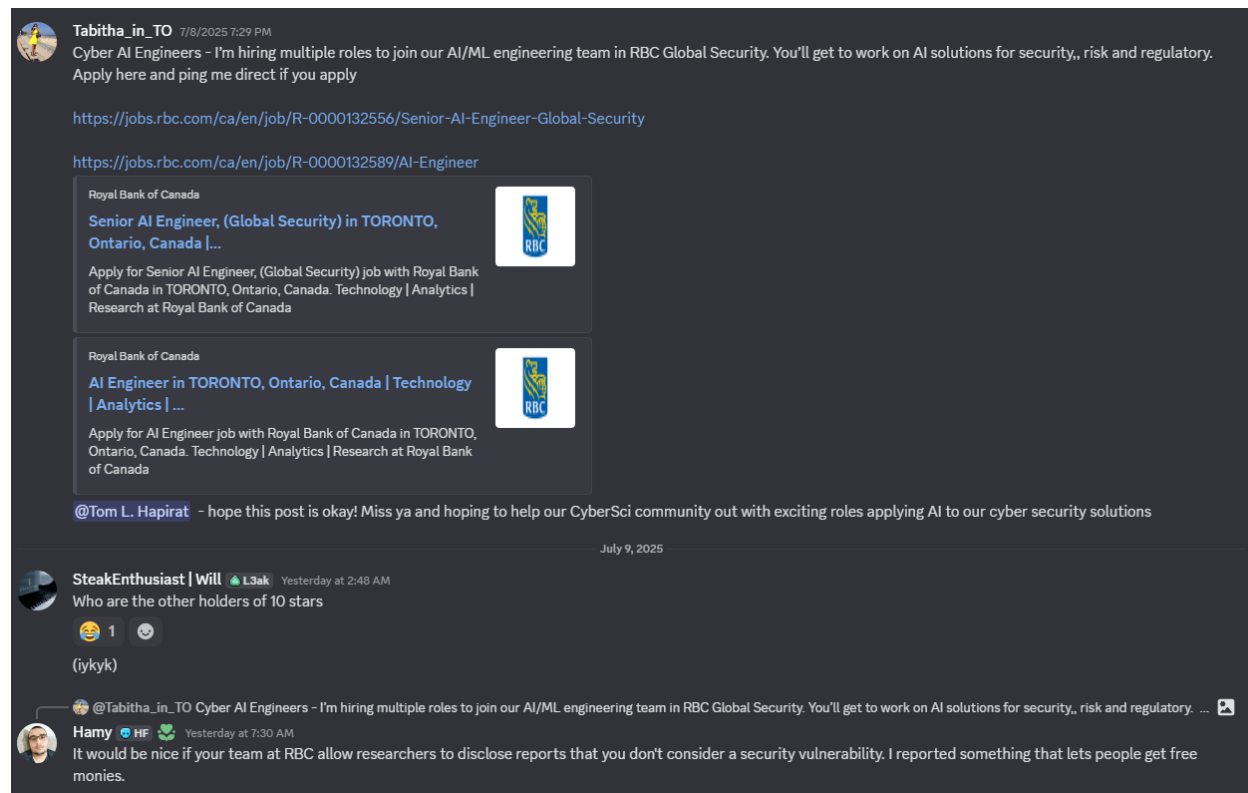 Tabitha_in_TO 7/8/2025 7:29 PM
Cyber AI Engineers - I'm hiring multiple roles to join our AI/ML engineering team in RBC Global Security. You'll get to work on AI solutions for security,, risk and regulatory.
Apply here and ping me direct if you apply
https://jobs.rbc.com/ca/en/job/R-0000132556/Senior-AI-Engineer-Global-Security
https://jobs.rbc.com/ca/en/job/R-0000132589/AI-Engineer
Royal Bank of Canada
Senior AI Engineer, (Global Security) in TORONTO,
Ontario, Canada |...
Apply for Senior AI Engineer, (Global Security) job with Royal Bank
of Canada in TORONTO, Ontario, Canada. Technology | Analytics |
Research at Royal Bank of Canada
RBC
Royal Bank of Canada
AI Engineer in TORONTO, Ontario, Canada | Technology
| Analytics | ...
Apply for AI Engineer job with Royal Bank of Canada in TORONTO,
Ontario, Canada. Technology | Analytics | Research at Royal Bank
of Canada
RBC
@Tom L. Hapirat - hope this post is okay! Miss ya and hoping to help our CyberSci community out with exciting roles applying AI to our cyber security solutions
July 9, 2025
SteakEnthusiast | Will L3ak Yesterday at 2:48 AM
Who are the other holders of 10 stars
😂 1
(iykyk)
@Tabitha_in_TO Cyber AI Engineers - I'm hiring multiple roles to join our AI/ML engineering team in RBC Global Security. You'll get to work on AI solutions for security,, risk and regulatory. ...
Hamy HF Yesterday at 7:30 AM
It would be nice if your team at RBC allow researchers to disclose reports that you don't consider a security vulnerability. I reported something that lets people get free
monies.